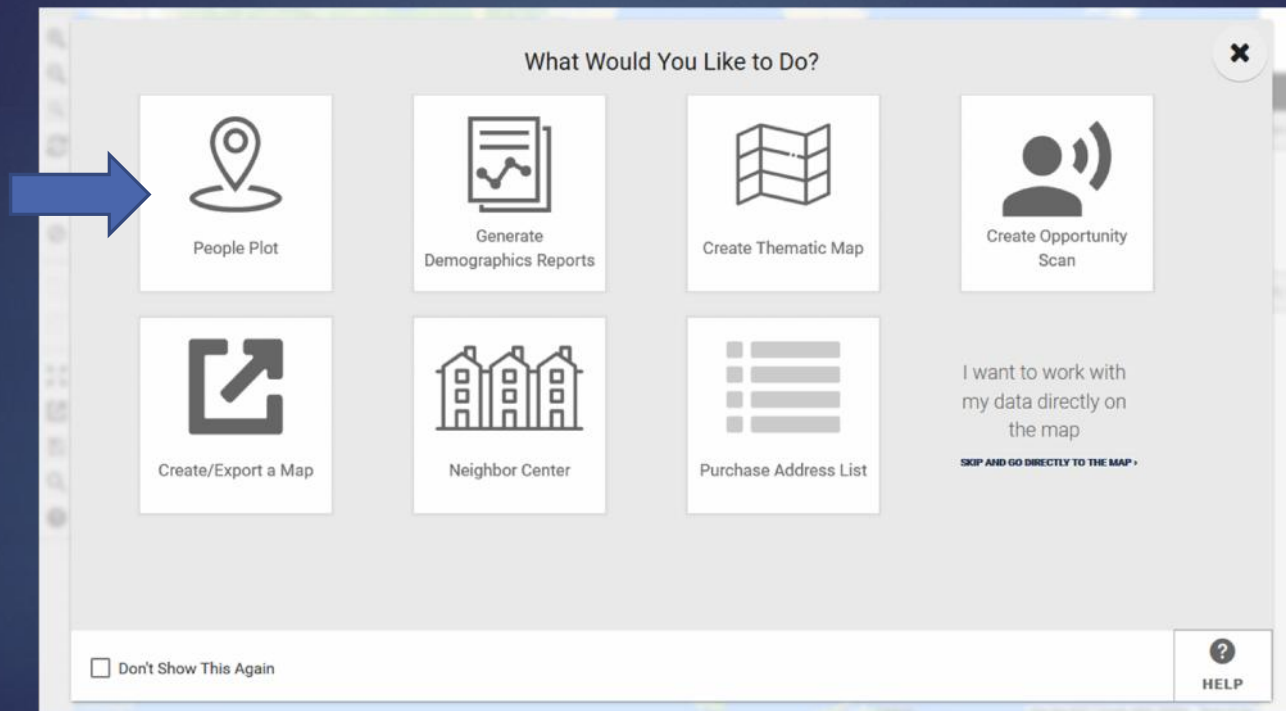 What Would You Like to Do?
People Plot
Generate
Demographics Reports
Create Thematic Map
Create Opportunity
Scan
Create/Export a Map
Neighbor Center
Purchase Address List
I want to work with
my data directly on
the map
SKIP AND GO DIRECTLY TO THE MAP ›
Don't Show This Again
HELP